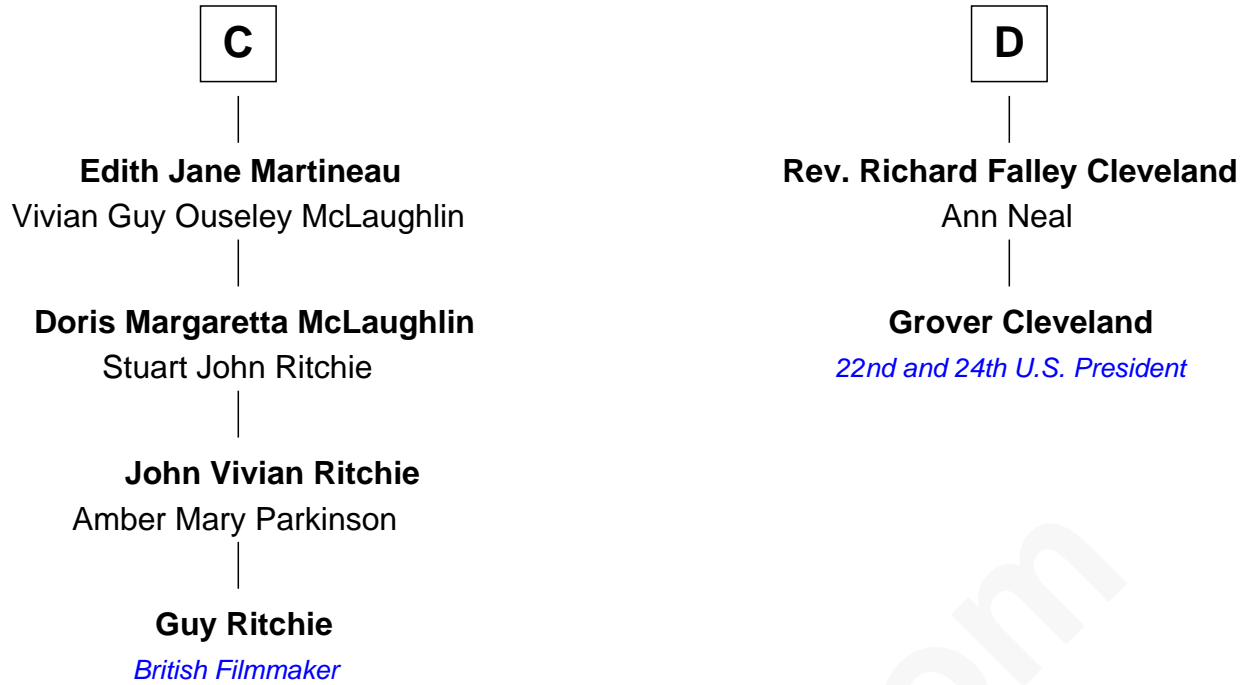 C
Edith Jane Martineau
Vivian Guy Ouseley McLaughlin
Doris Margaretta McLaughlin
Stuart John Ritchie
John Vivian Ritchie
Amber Mary Parkinson
Guy Ritchie
British Filmmaker
D
Rev. Richard Falley Cleveland
Ann Neal
Grover Cleveland
22nd and 24th U.S. President
om